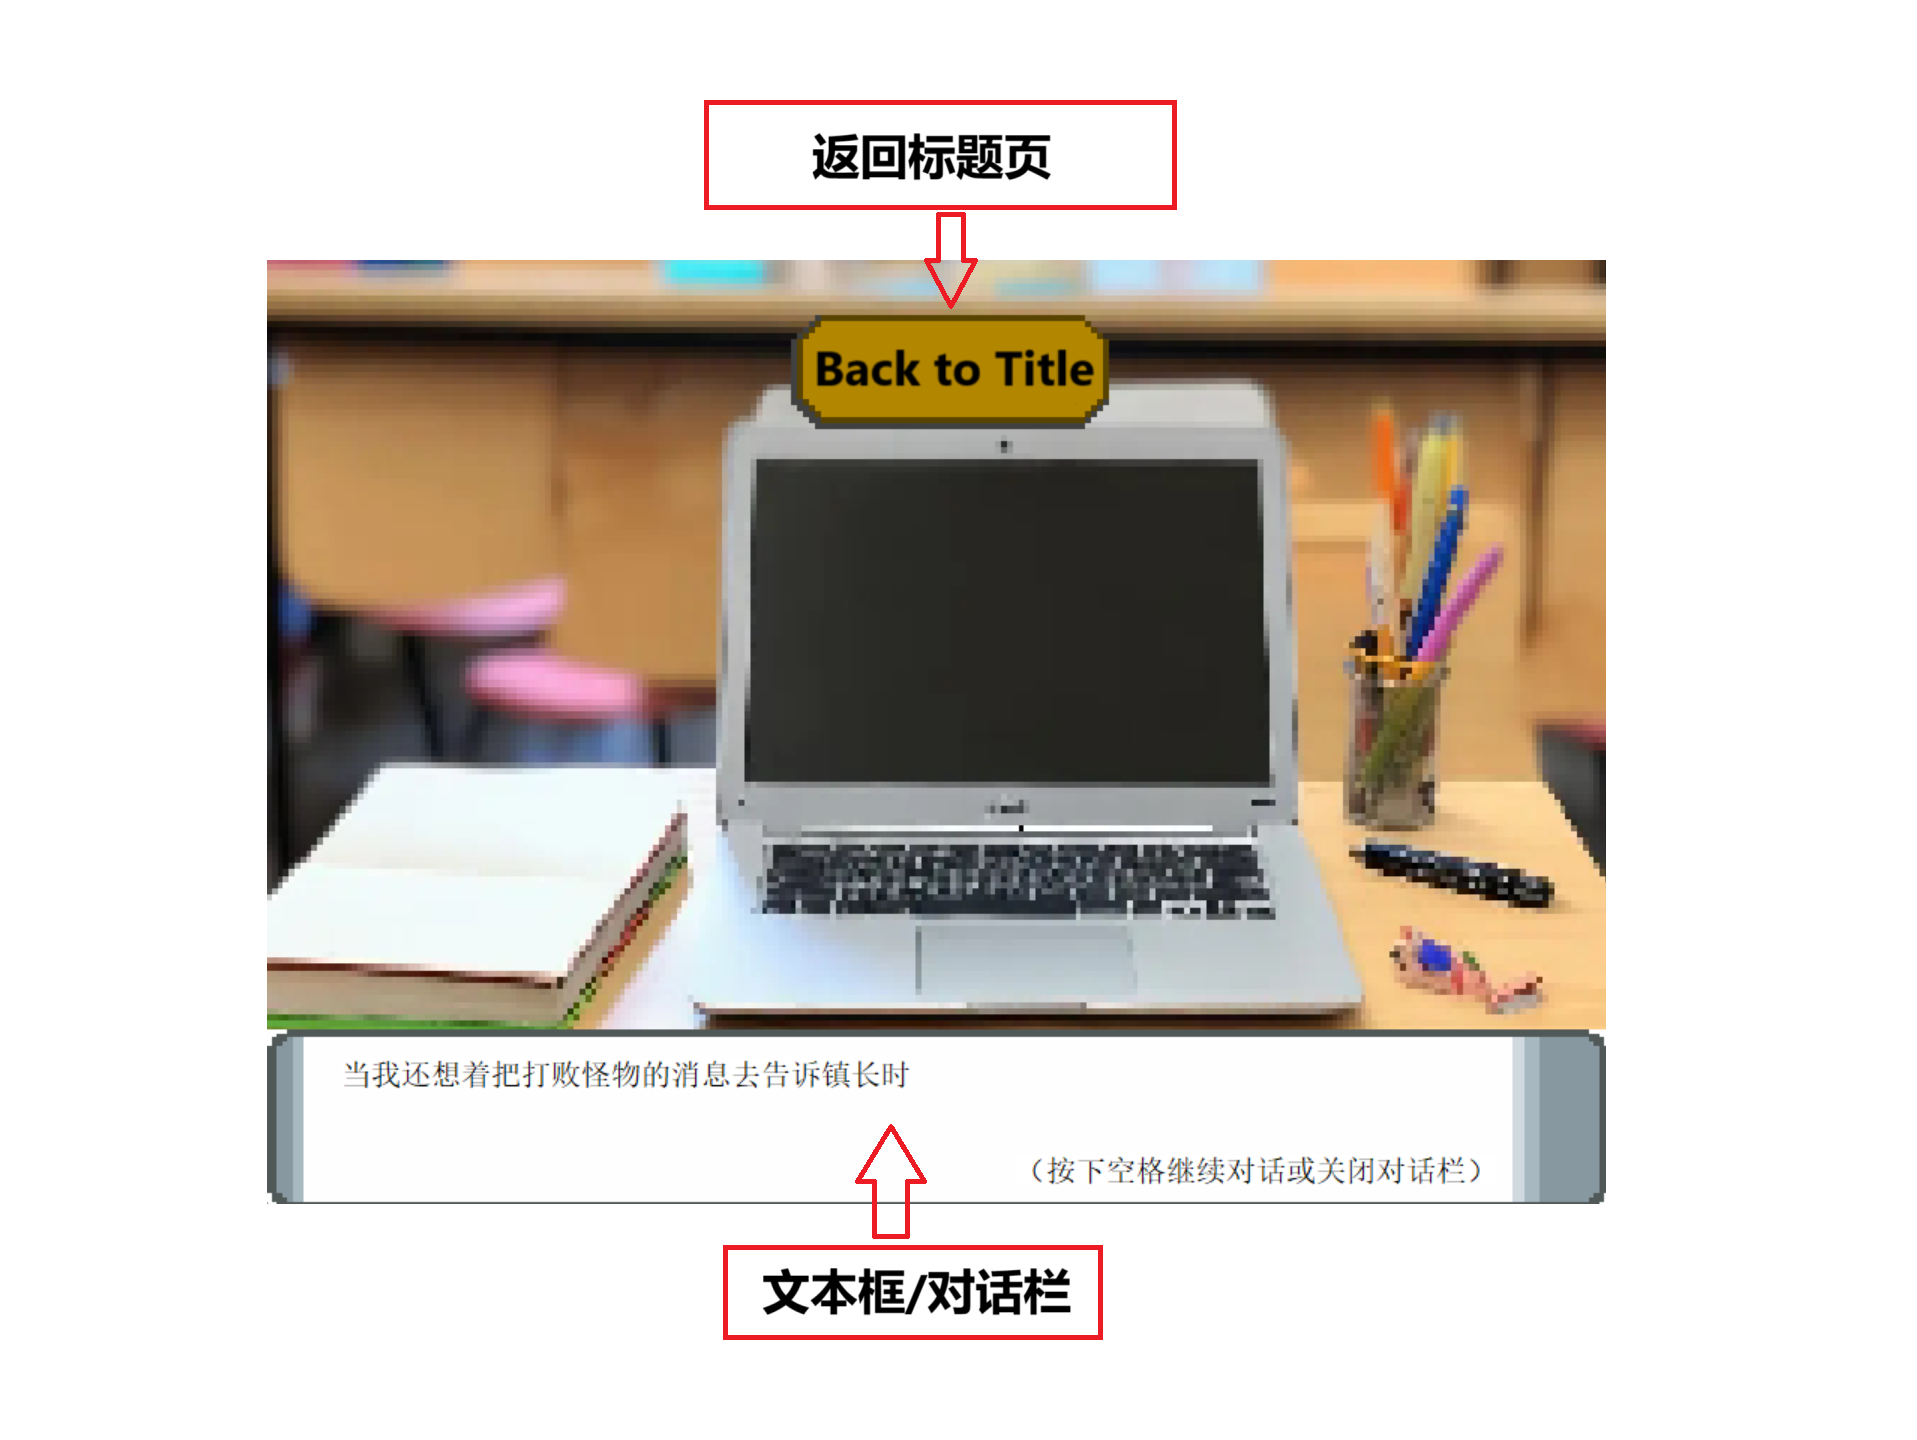 返回标题页
Back to Title
当我还想着把打败怪物的消息去告诉镇长时
（按下空格继续对话或关闭对话栏）
文本框/对话栏